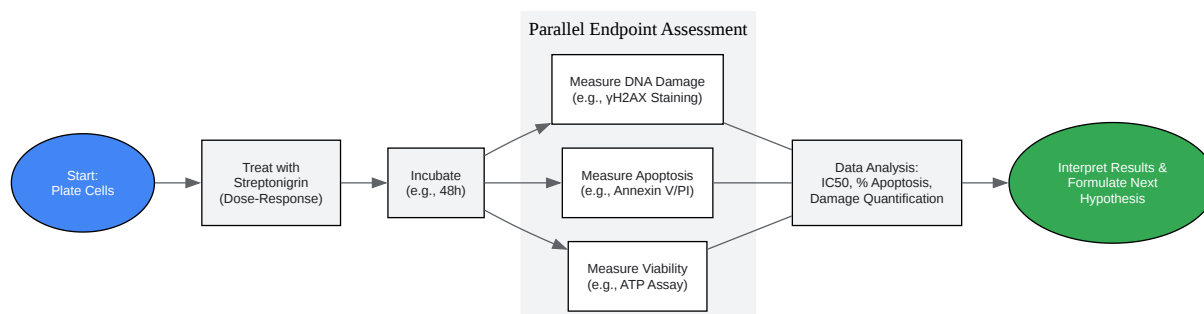 Parallel Endpoint Assessment
Start:
Plate Cells
Treat with
Streptonigrin
(Dose-Response)
Incubate
(e.g., 48h)
Measure DNA Damage
(e.g., γH2AX Staining)
Measure Apoptosis
(e.g., Annexin V/PI)
Measure Viability
(e.g., ATP Assay)
Data Analysis:
IC50, % Apoptosis,
Damage Quantification
Interpret Results &
Formulate Next
Hypothesis